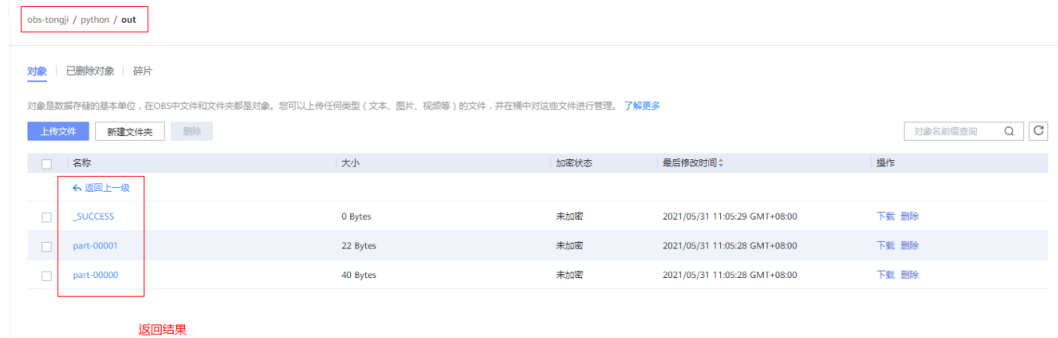 obs-tongji / python / out
对象 已删除对象 碎片
对象是数据存储的基本单位，在OBS中文件和文件夹都是对象。您可以上传任何类型（文本、图片、视频等）的文件，并在桶中对这些文件进行管理。 了解更多
上传文件 新建文件夹 删除 对象名前缀查询
名称 大小 加密状态 最后修改时间 操作
返回上一级
_SUCCESS 0 Bytes 未加密 2021/05/31 11:05:29 GMT+08:00 下载 删除
part-00001 22 Bytes 未加密 2021/05/31 11:05:28 GMT+08:00 下载 删除
part-00000 40 Bytes 未加密 2021/05/31 11:05:28 GMT+08:00 下载 删除
返回结果